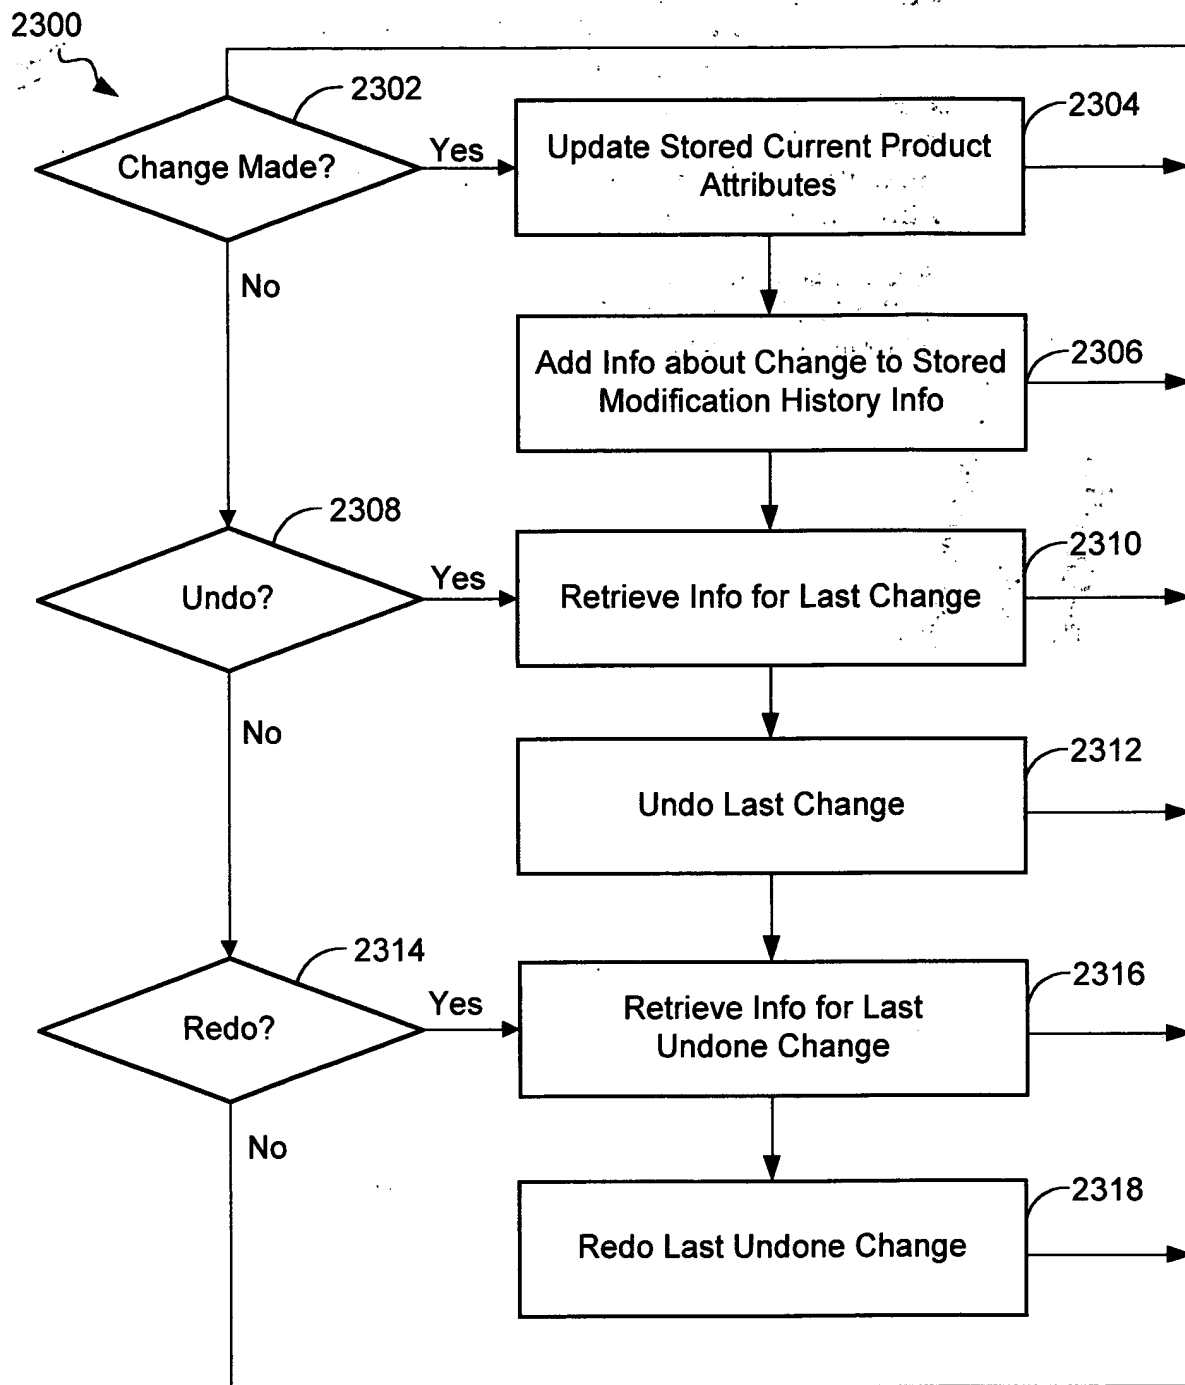 2300
2302
Change Made?
Yes
Update Stored Current Product
Attributes
2304
No
Add Info about Change to Stored
Modification History Info
2306
2308
Undo?
Yes
Retrieve Info for Last Change
2310
No
Undo Last Change
2312
2314
Redo?
Yes
Retrieve Info for Last
Undone Change
2316
No
Redo Last Undone Change
2318